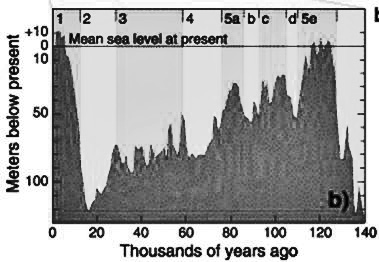 1 2 3 4 5a b c d 5e
b
+10
0
10
50
100
Mean sea level at present
Meters below present
b)
0 20 40 60 80 100 120 140
Thousands of years ago